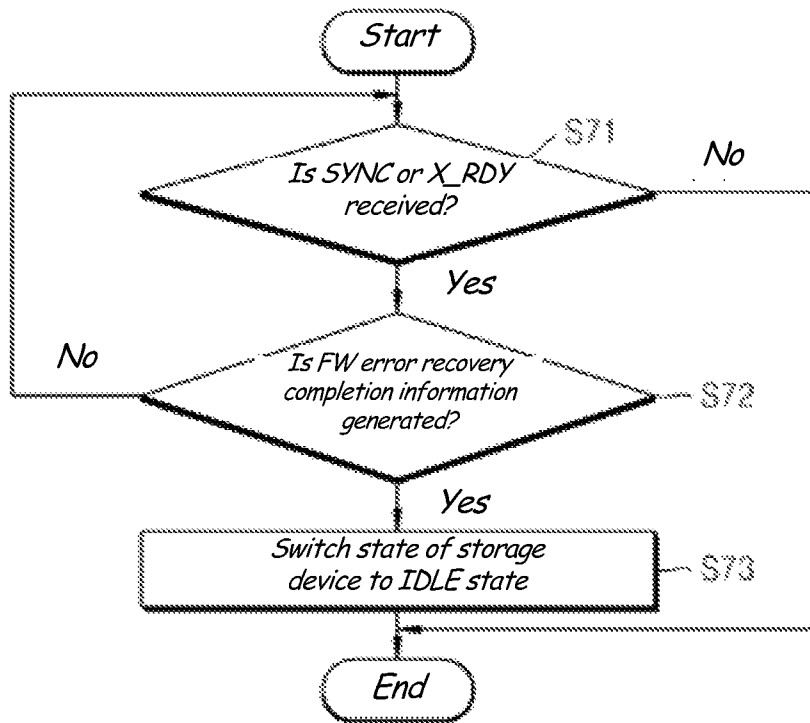 Start
S71
No
Is SYNC or X_RDY
received?
Yes
No
Is FW error recovery
completion information
generated?
S72
Yes
Switch state of storage
device to IDLE state
S73
End